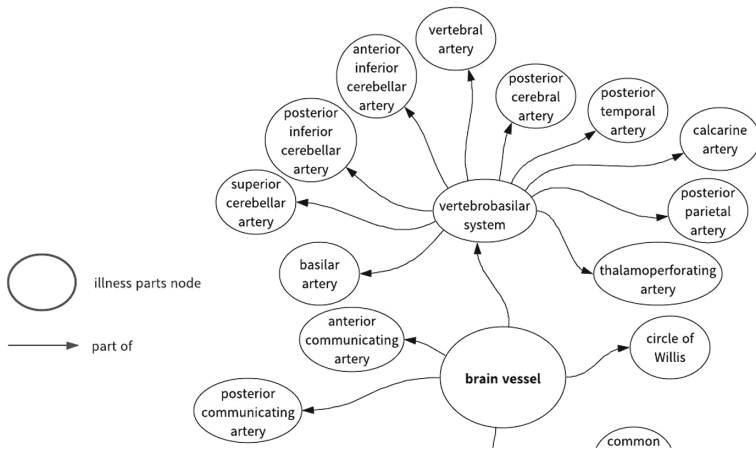 vertebral
artery
anterior
inferior
cerebellar
artery
posterior
cerebral
artery
posterior
temporal
artery
posterior
inferior
cerebellar
artery
calcarine
artery
superior
cerebellar
artery
vertebrobasilar
system
posterior
parietal
artery
basilar
artery
thalamoperforating
artery
illness parts node
part of
anterior
communicating
artery
circle of
Willis
brain vessel
posterior
communicating
artery
common